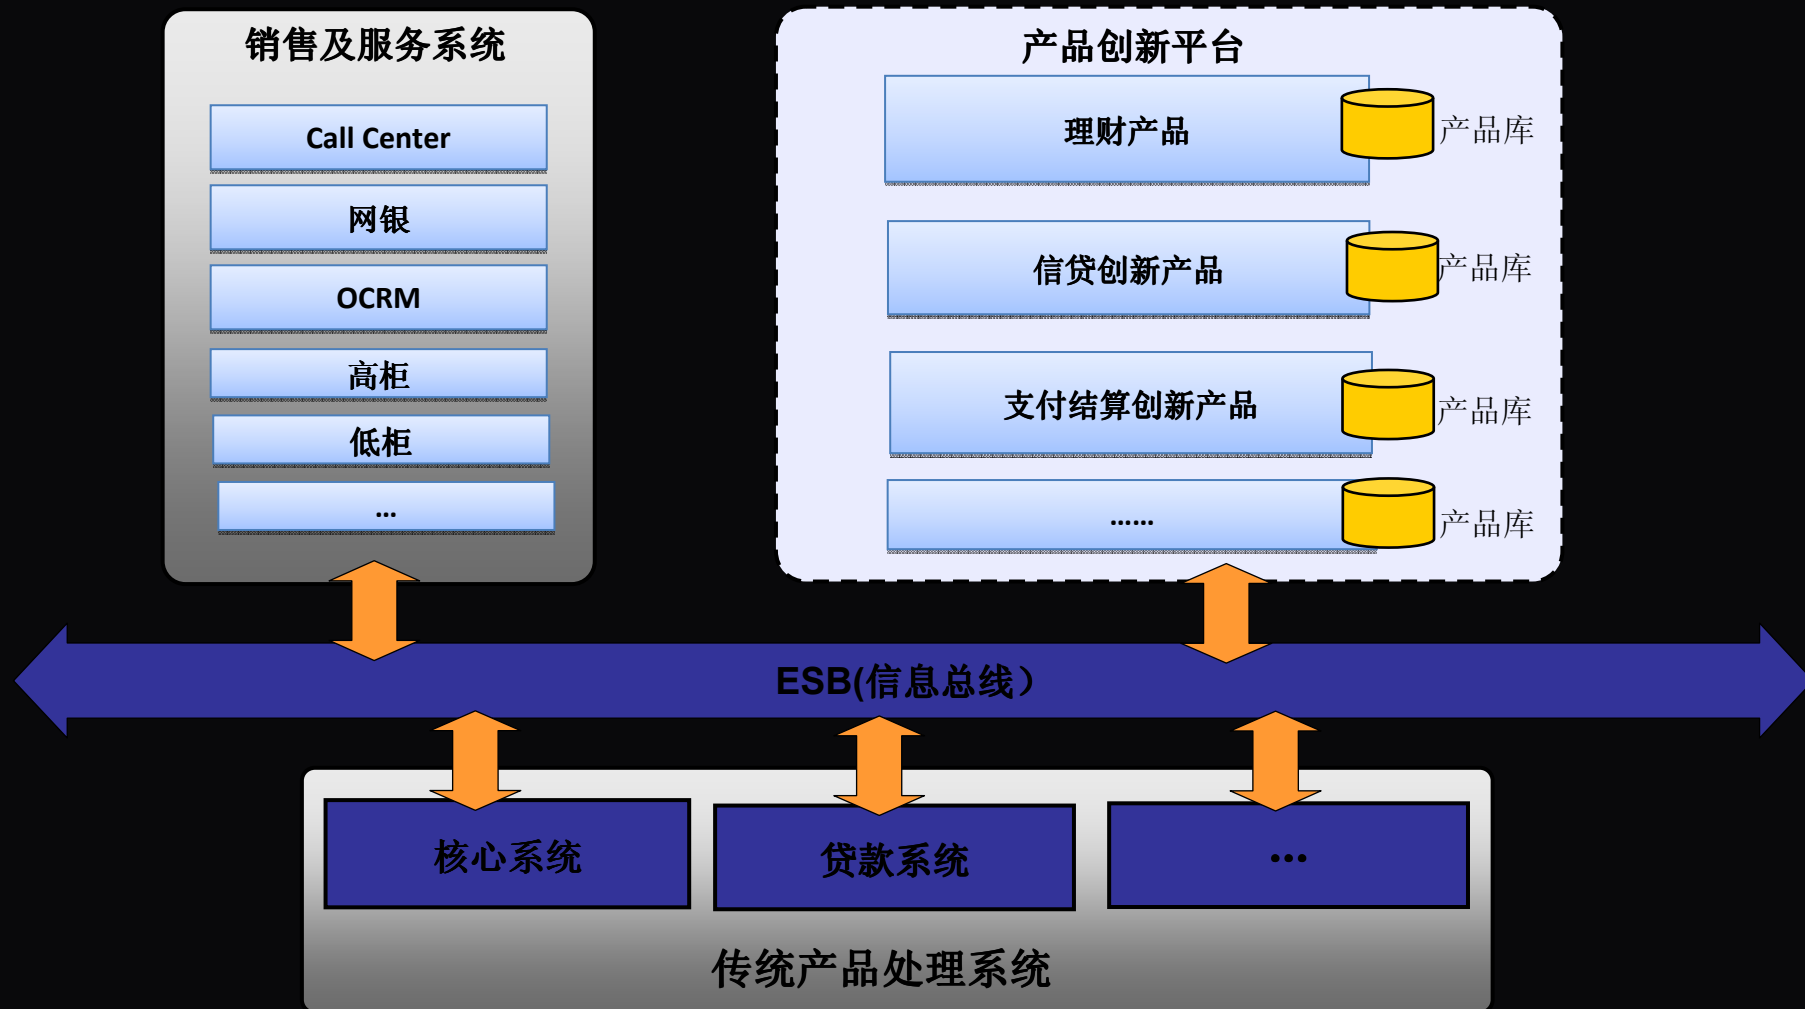 销售及服务系统
Call Center
网银
OCRM
高柜
低柜
...
产品创新平台
理财产品
产品库
信贷创新产品
产品库
支付结算创新产品
产品库
......
产品库
ESB(信息总线）
核心系统
贷款系统
...
传统产品处理系统